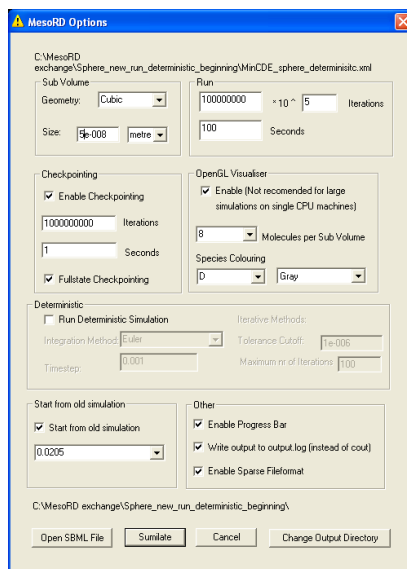 MesoRD Options
C:\MesoRD
exchange\Sphere_new_run_deterministic_beginning\MinCDE_sphere_determinisitc.xml
Sub Volume
Geometry: Cubic
Size: 5e-008 metre
Run
100000000 * 10 ^ 5 Iterations
100 Seconds
Checkpointing
Enable Checkpointing
1000000000 Iterations
1 Seconds
Fullstate Checkpointing
OpenGL Visualiser
Enable (Not recomended for large
simulations on single CPU machines)
8 Molecules per Sub Volume
Species Colouring
D Gray
Deterministic
Run Deterministic Simulation
Integration Method: Euler
Timestep: 0.001
Iterative Methods:
Tolerance Cutoff: 1e-006
Maximum nr of Iterations 100
Start from old simulation
Start from old simulation
0.0205
Other
Enable Progress Bar
Write output to output.log (instead of cout)
Enable Sparse Fileformat
C:\MesoRD exchange\Sphere_new_run_deterministic_beginning\
Open SBML File Sumilate Cancel Change Output Directory